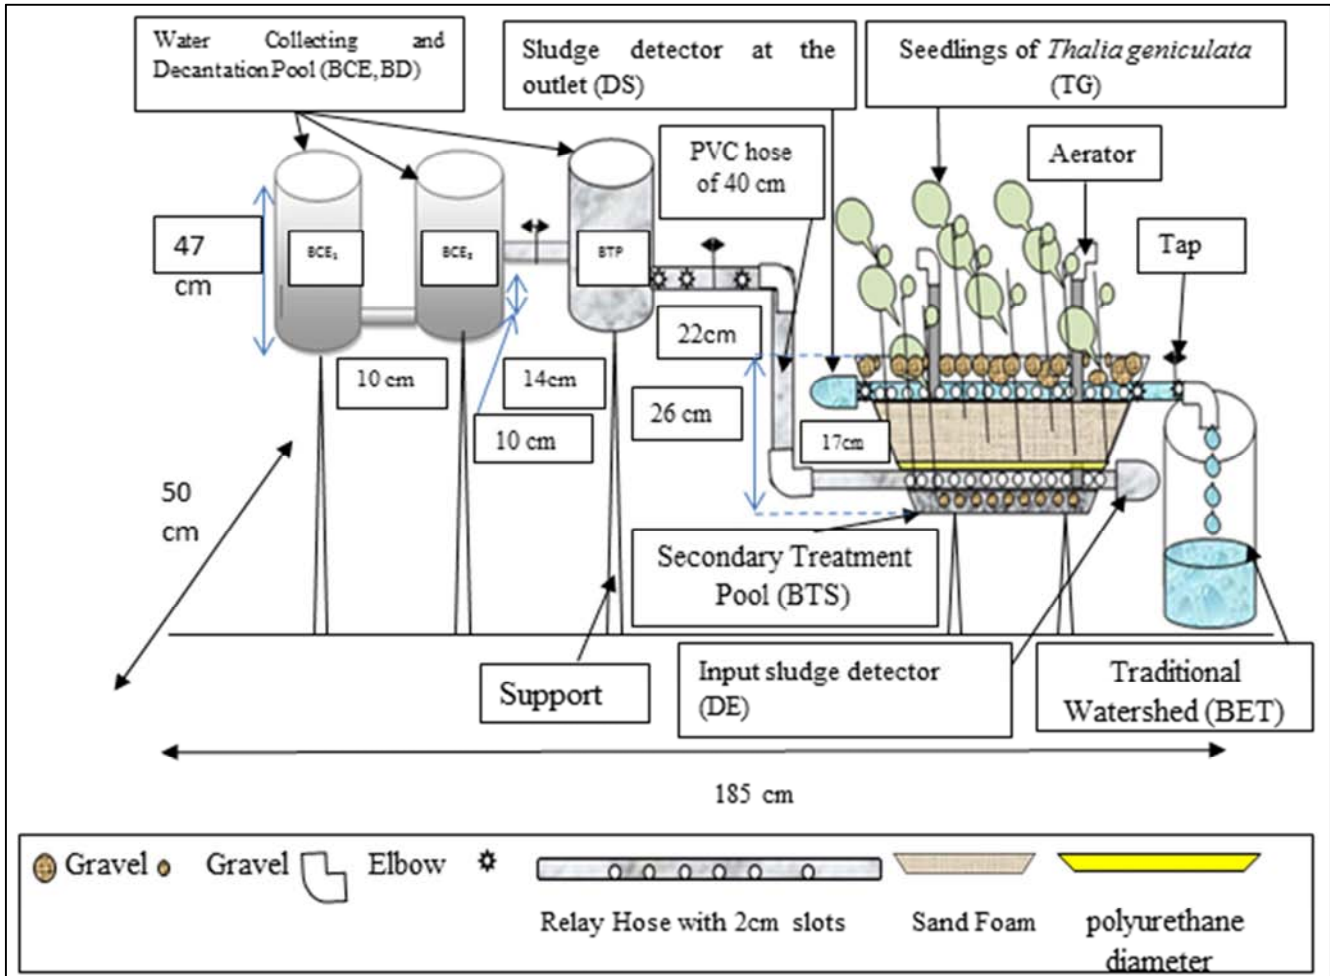 Water Collecting and
Decantation Pool (BCE, BD)
Sludge detector at the
outlet (DS)
Seedlings of Thalia geniculata
(TG)
PVC hose
of 40 cm
Aerator
Tap
47
cm
BCE₁
BCE₂
BTP
22cm
10 cm
14cm
26 cm
10 cm
17cm
50
cm
Secondary Treatment
Pool (BTS)
Support
Input sludge detector
(DE)
Traditional
Watershed (BET)
185 cm
Gravel
Gravel
Elbow
Relay Hose with 2cm slots
Sand Foam
polyurethane
diameter